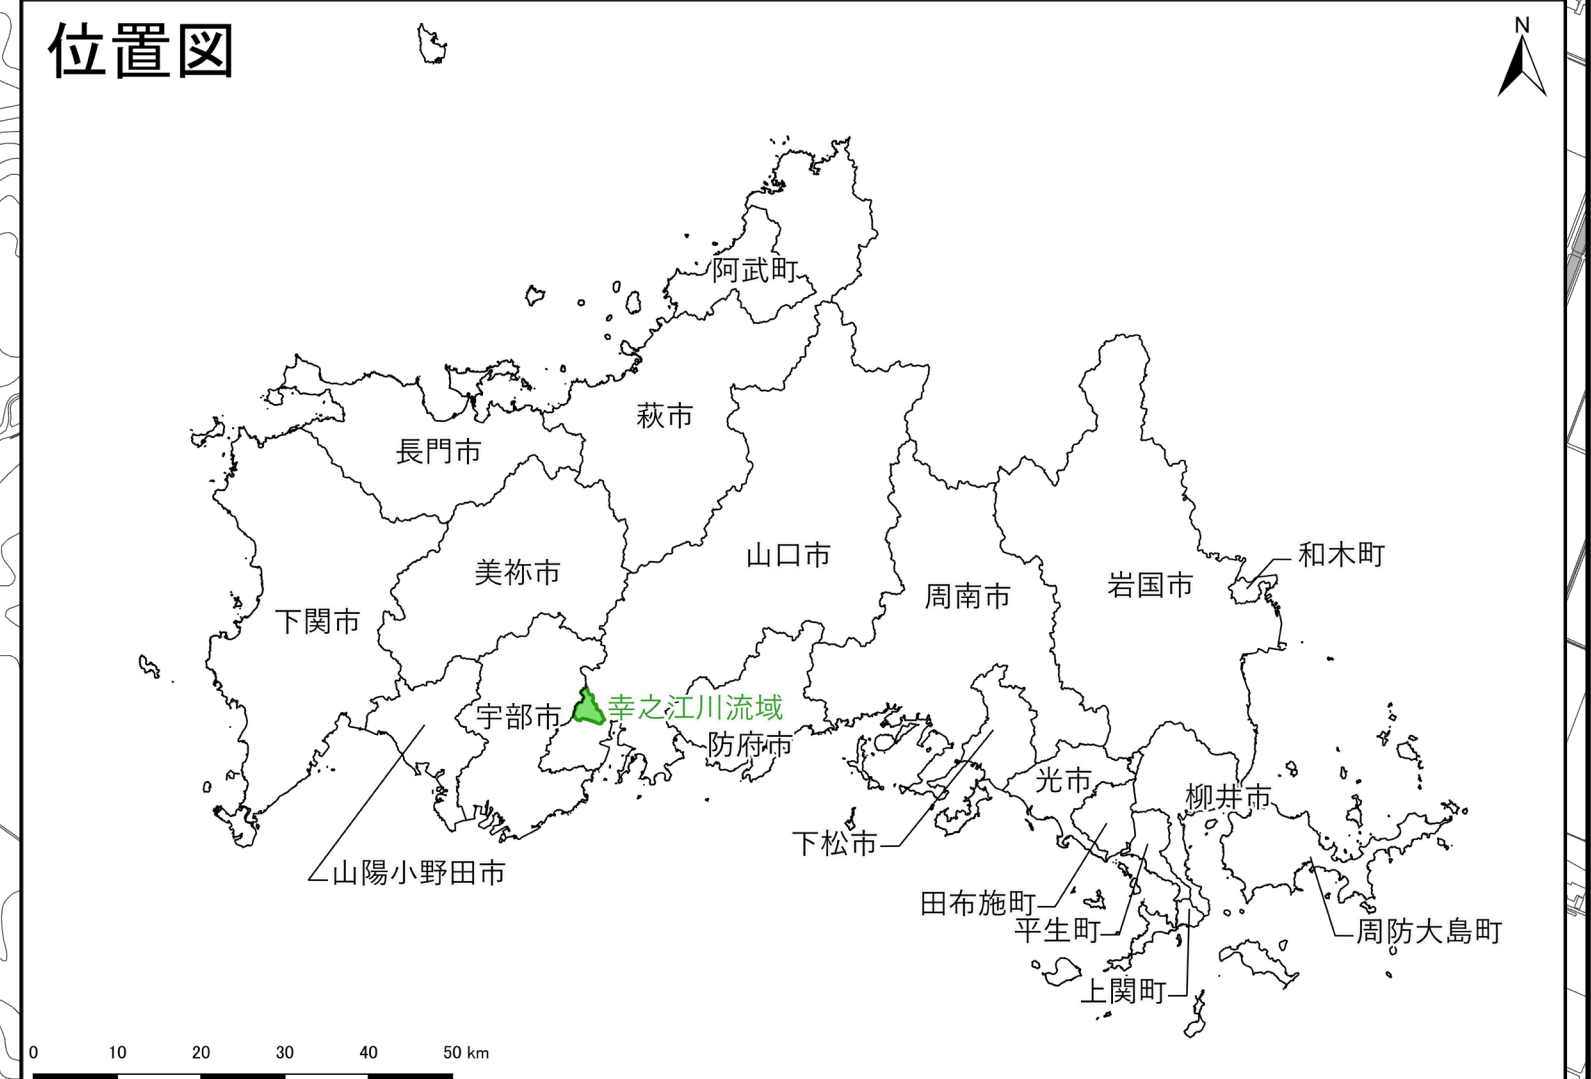 位置図
N
阿武町
萩市
長門市
山口市
和木町
美祢市
岩国市
周南市
下関市
幸之江川流域
宇部市
防府市
光市
柳井市
下松市
山陽小野田市
田布施町
平生町
周防大島町
上関町
0 10 20 30 40 50 km